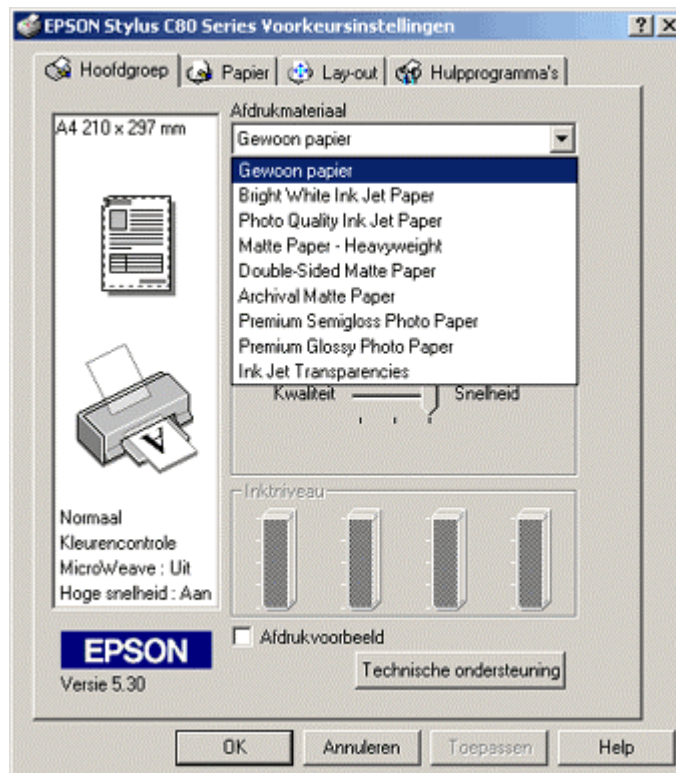 EPSON Stylus C80 Series Voorkeursinstellingen
Hoofdgroep Papier Lay-out Hulpprogramma's
A4 210 x 297 mm
Afdrukmateriaal
Gewoon papier
Gewoon papier
Bright White Ink Jet Paper
Photo Quality Ink Jet Paper
Matte Paper - Heavyweight
Double-Sided Matte Paper
Archival Matte Paper
Premium Semigloss Photo Paper
Premium Glossy Photo Paper
Ink Jet Transparencies
Kwaliteit Snelheid
A
Inktniveau
Normaal
Kleurencontrole
MicroWeave : Uit
Hoge snelheid : Aan
EPSON
Versie 5.30
Afdrukvoorbeeld
Technische ondersteuning
OK Annuleren Toepassen Help